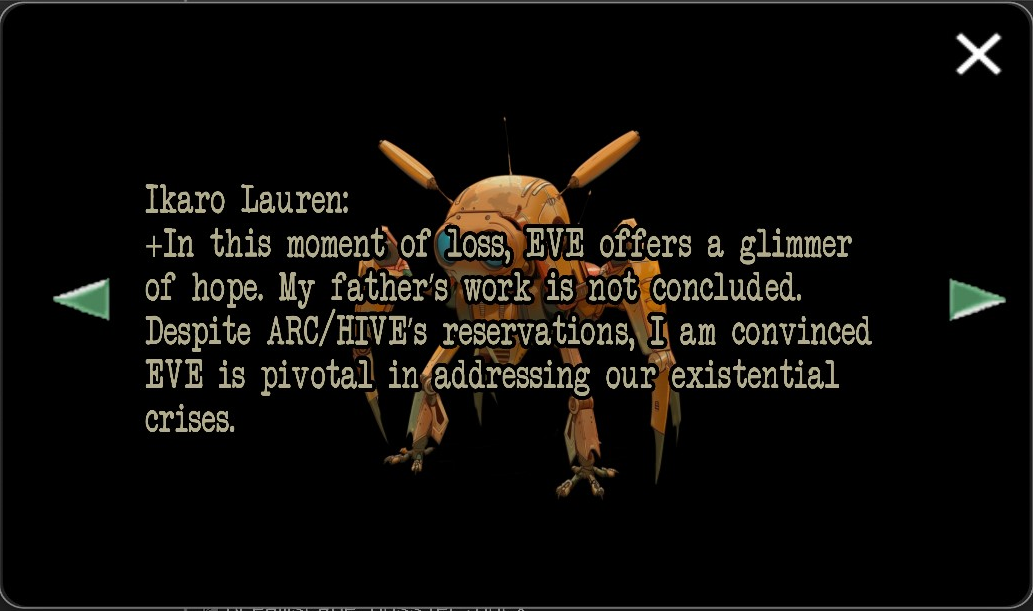 Ikaro Lauren:
+In this moment of loss, EVE offers a glimmer
of hope. My father's work is not concluded.
Despite ARC/HIVE's reservations, I am convinced
EVE is pivotal in addressing our existential
crises.